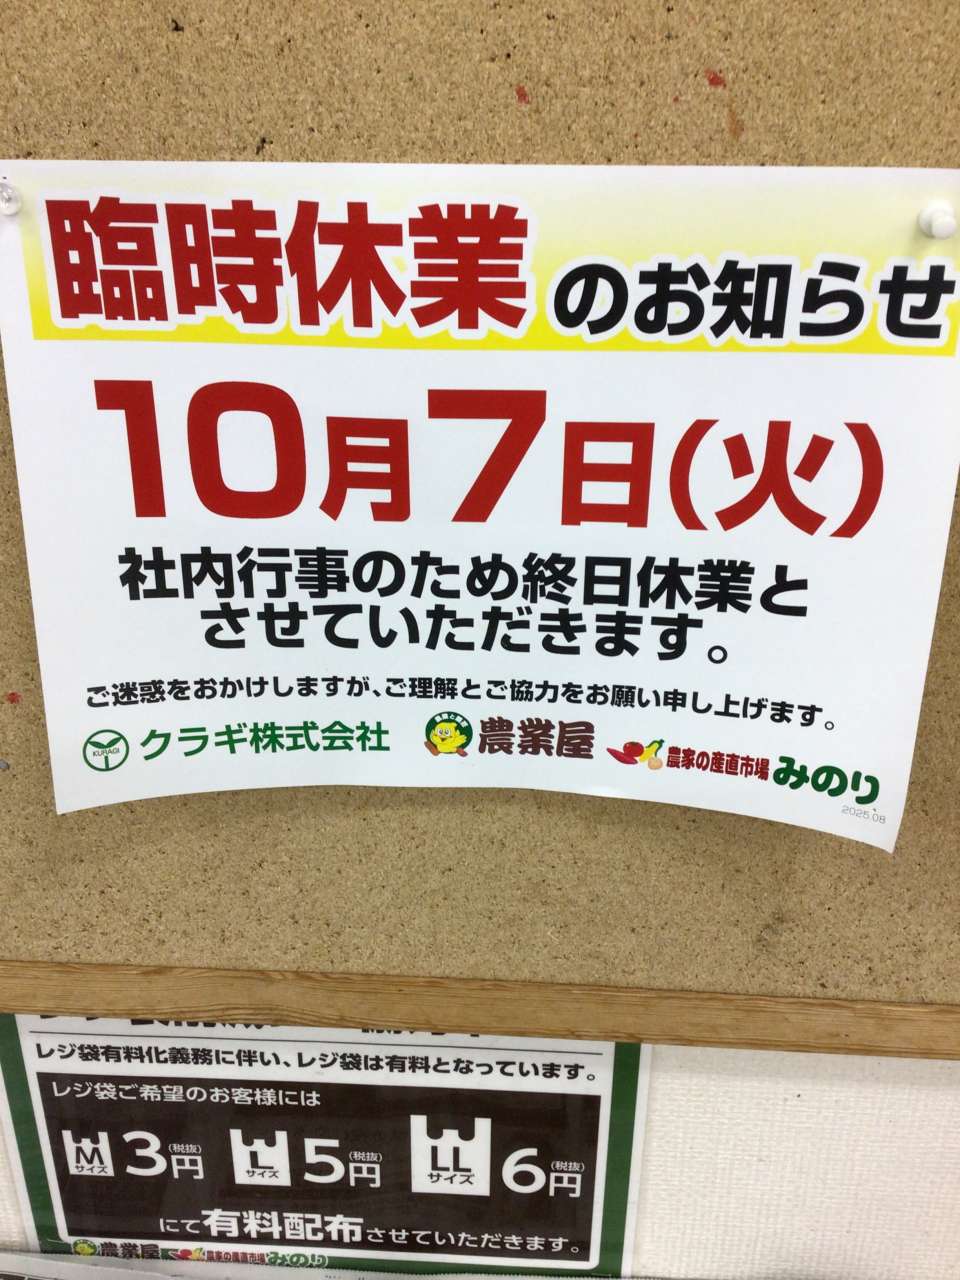 臨時休業のお知らせ
10月7日(火)
社内行事のため終日休業と
させていただきます。
ご迷惑をおかけしますが、ご理解とご協力をお願い申し上げます。
KURAGI クラギ株式会社 農業屋 農家の産直市場 みのり
2025.08
レジ袋有料化義務に伴い、レジ袋は有料となっています。
レジ袋ご希望のお客様には
Mサイズ 3円(税抜) Lサイズ 5円(税抜) LLサイズ 6円(税抜)
にて有料配布させていただきます。
農業屋 農家の産直市場 みのり